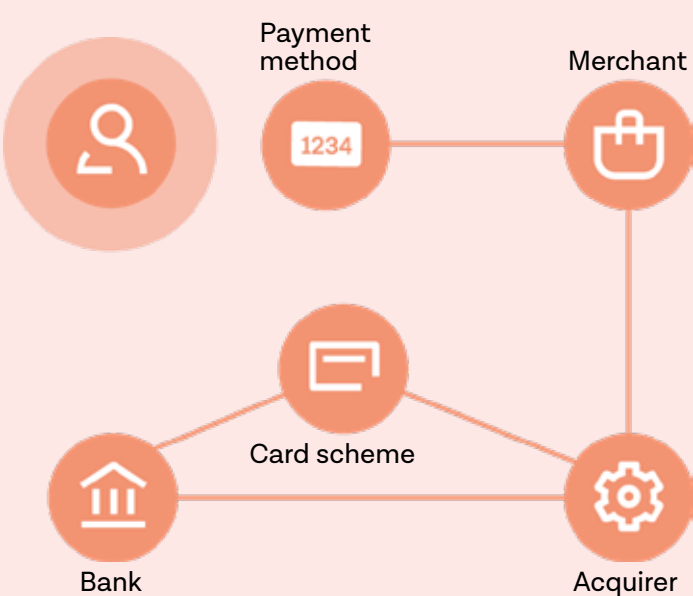 Payment
method
Merchant
1234
Card scheme
Bank
Acquirer